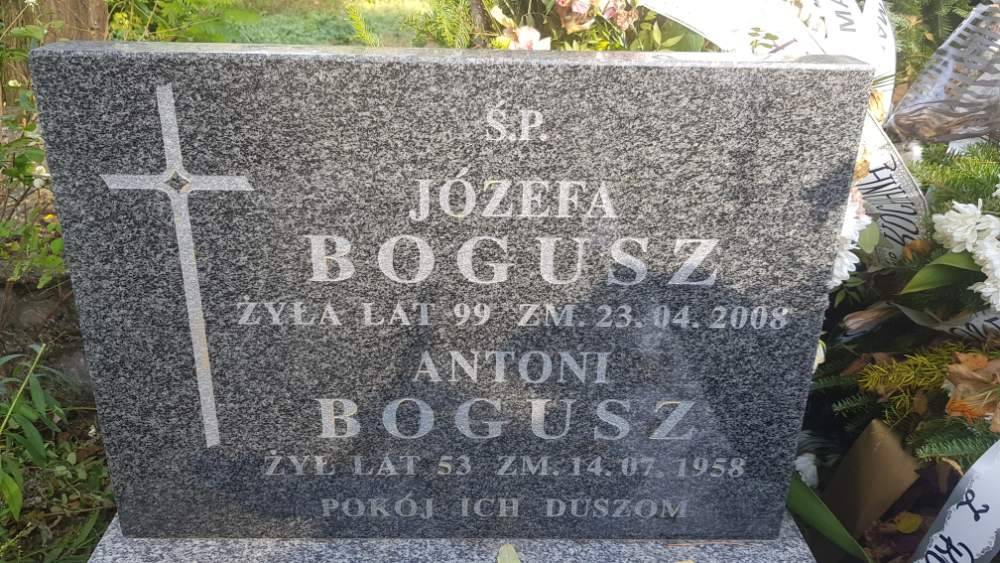 Ś.P.
JÓZEFA
BOGUSZ
ŻYŁA LAT 99 ZM. 23.04.2008
ANTONI
BOGUSZ
ŻYŁ LAT 53 ZM. 14.07.1958
POKÓJ ICH DUSZOM